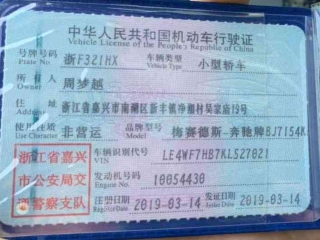 中华人民共和国机动车行驶证
Vehicle License of the People's Republic of China
号牌号码 浙F321HX 车辆类型 小型轿车
Plate No. Vehicle Type
所有人 周梦越
Owner
住址 浙江省嘉兴市南湖区新丰镇净相村吴家庙19号
Address
使用性质 非营运 品牌型号 梅赛德斯-奔驰牌BJ7154K
Use Character Model
浙江省嘉兴市公安局交通警察支队
车辆识别代号 LE4WF7HB7KL527021
VIN
发动机号码 10054430
Engine No.
注册日期 2019-03-14 发证日期 2019-03-14
Register Date Issue Date